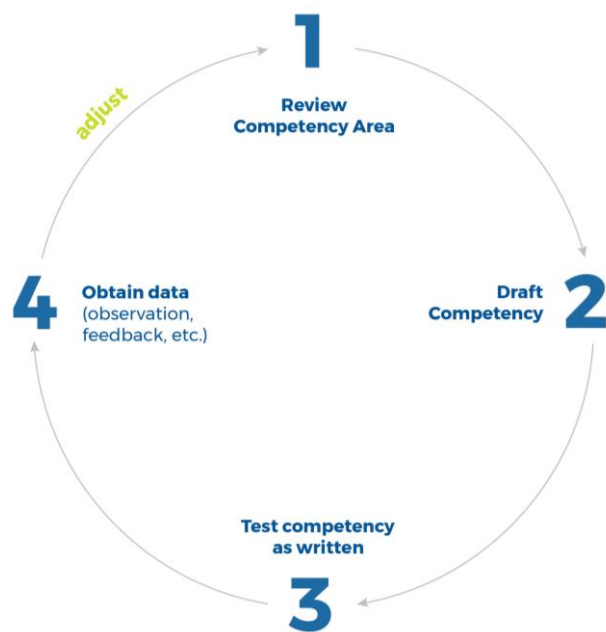 1
Review
Competency Area
adjust
2
Draft
Competency
3
Test competency
as written
4
Obtain data
(observation,
feedback, etc.)